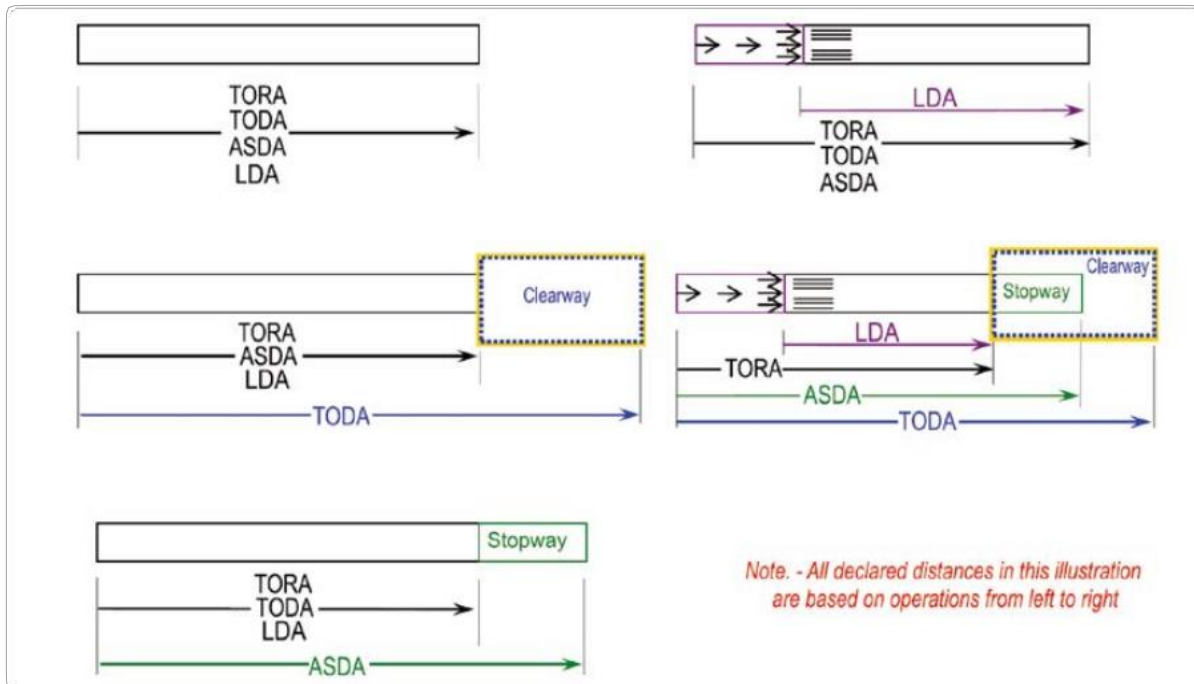 TORA
TODA
ASDA
LDA
LDA
TORA
TODA
ASDA
Clearway
TORA
ASDA
LDA
TODA
Clearway
Stopway
LDA
TORA
ASDA
TODA
Stopway
TORA
TODA
LDA
ASDA
Note. - All declared distances in this illustration
are based on operations from left to right